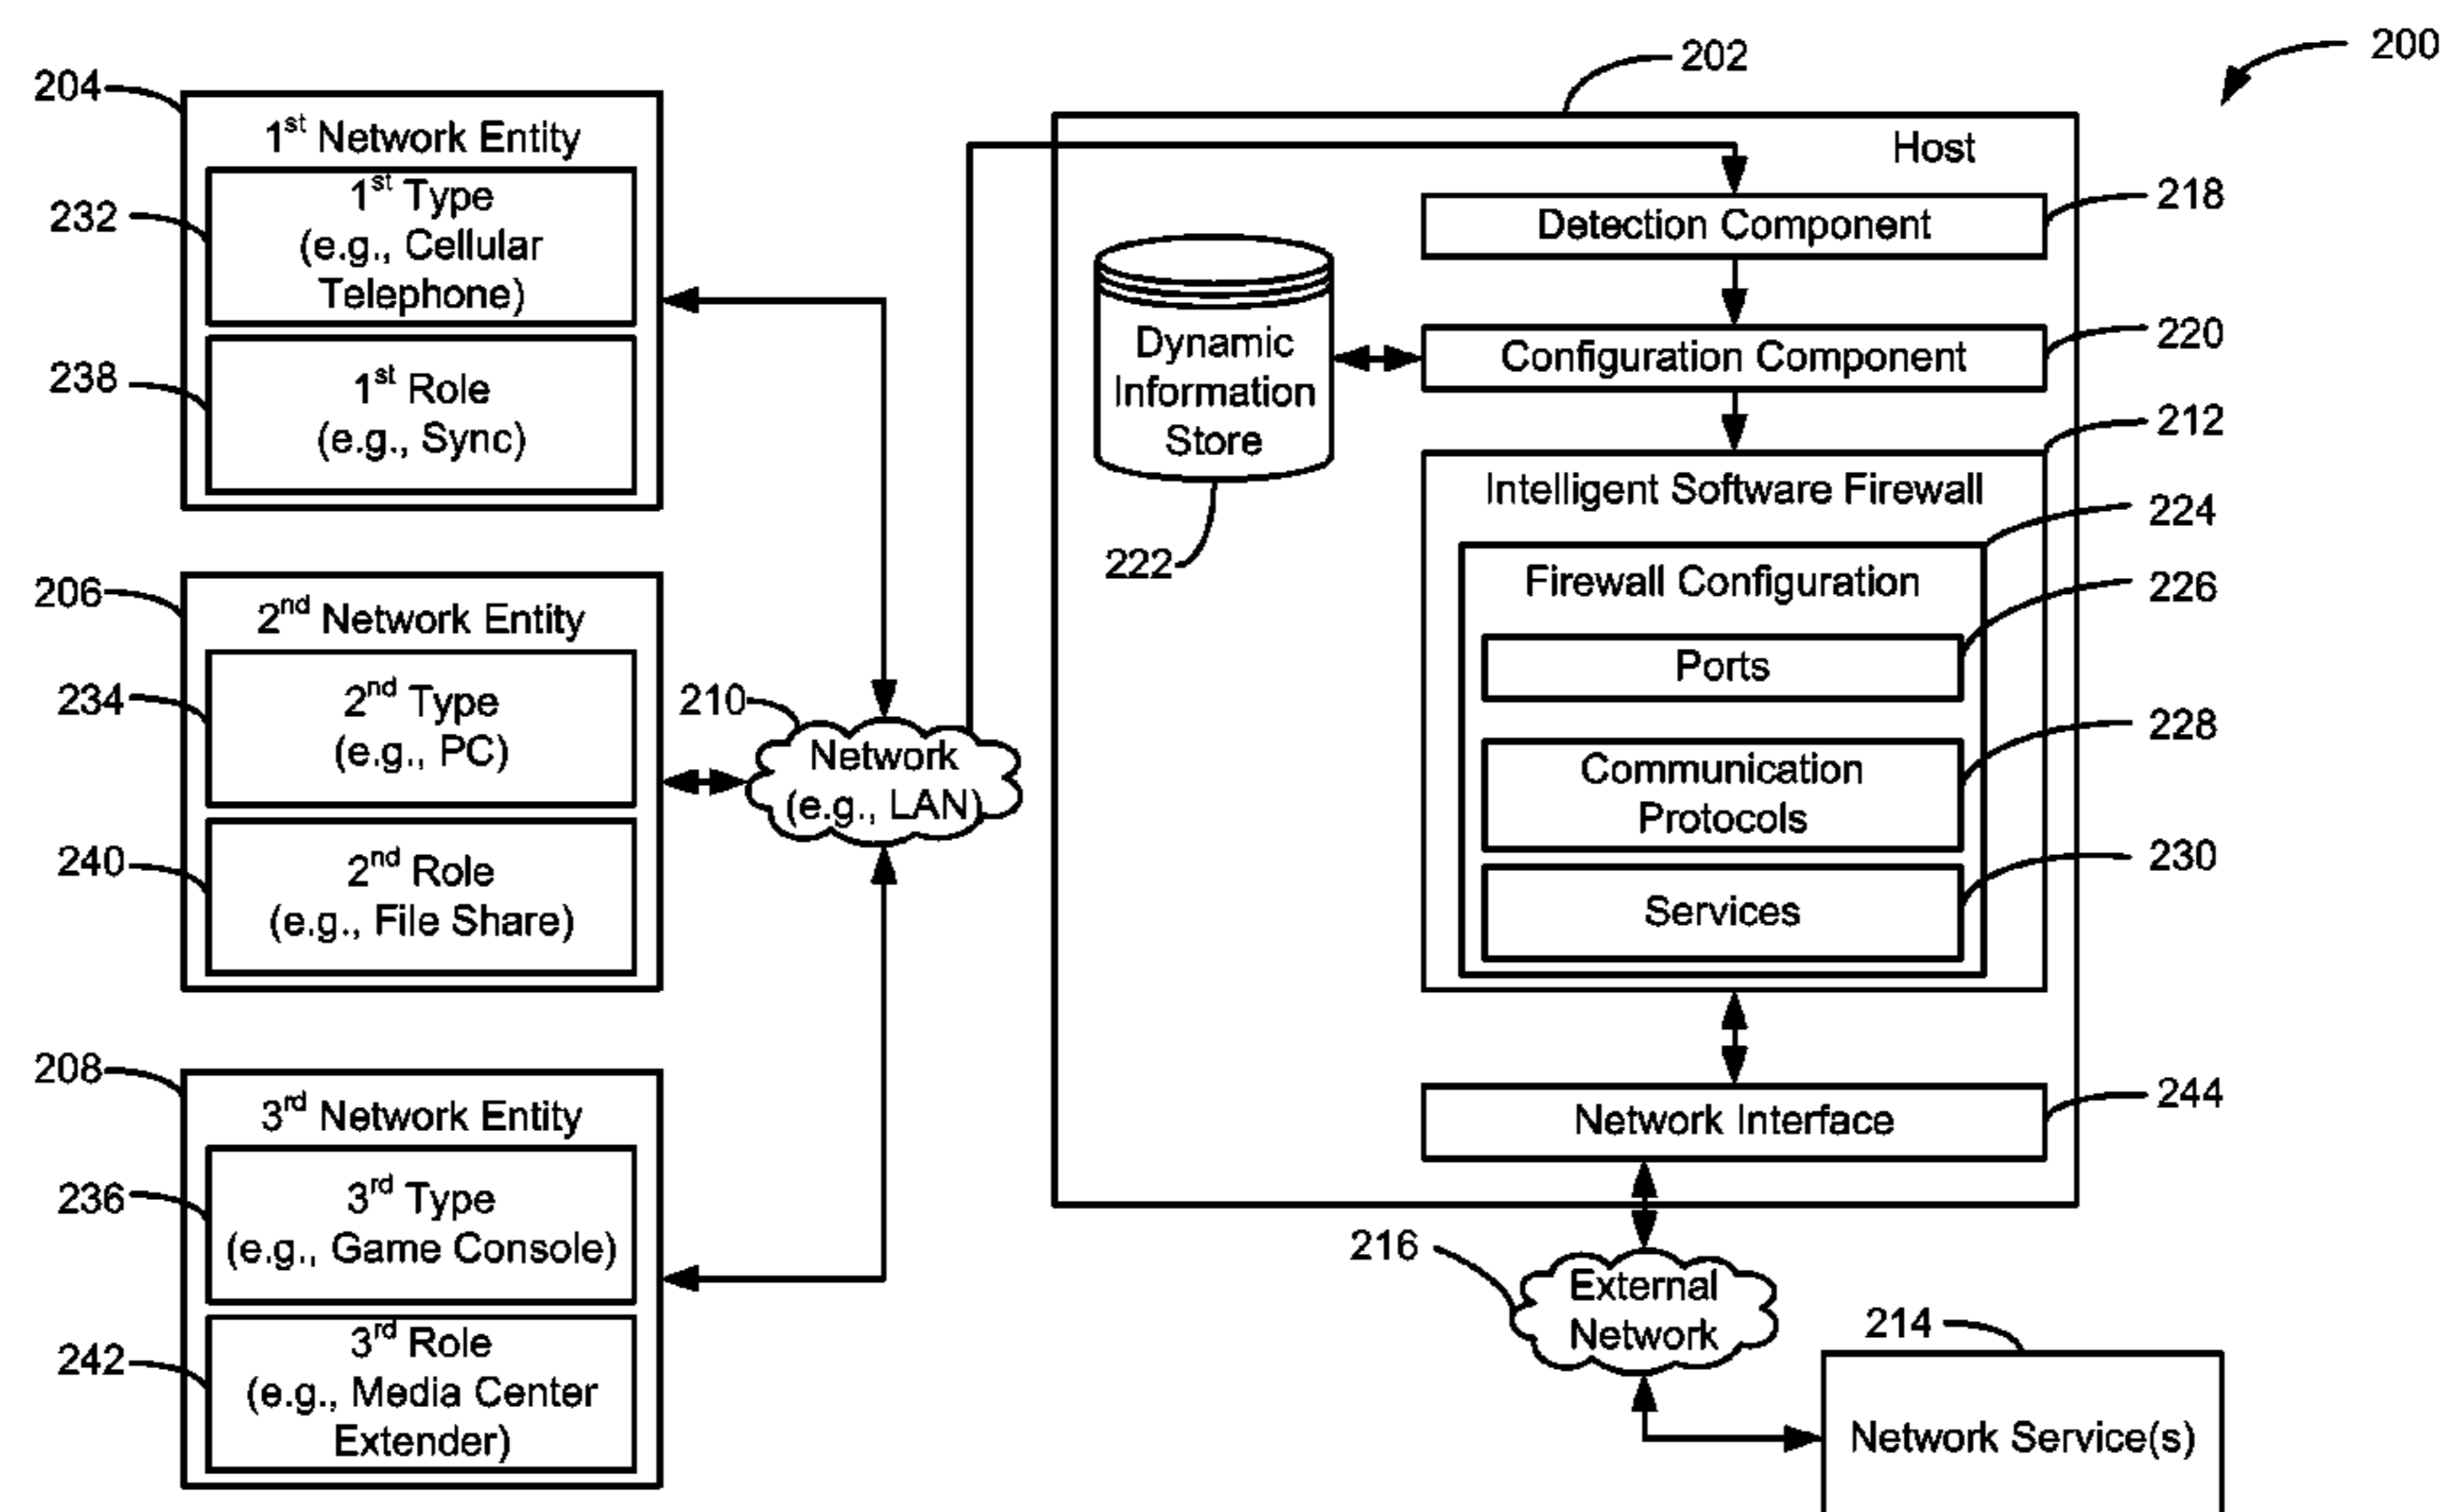 200
202
Host
204
1st Network Entity
232
1st Type
(e.g., Cellular
Telephone)
238
1st Role
(e.g., Sync)
206
2nd Network Entity
234
2nd Type
(e.g., PC)
240
2nd Role
(e.g., File Share)
208
3rd Network Entity
236
3rd Type
(e.g., Game Console)
242
3rd Role
(e.g., Media Center
Extender)
210
Network
(e.g., LAN)
218
Detection Component
220
Configuration Component
Dynamic
Information
Store
222
212
Intelligent Software Firewall
224
Firewall Configuration
226
Ports
228
Communication
Protocols
230
Services
244
Network Interface
216
External
Network
214
Network Service(s)